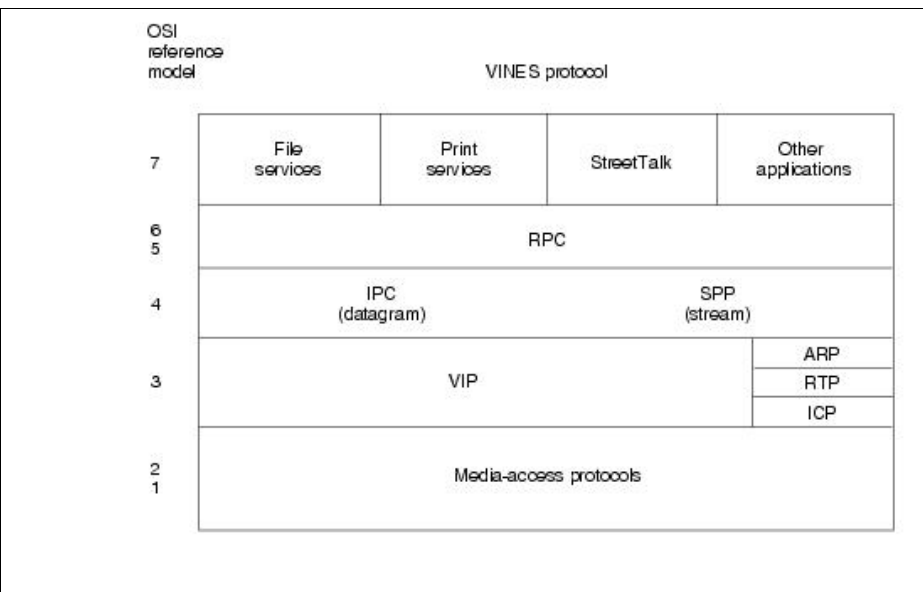 OSI
reference
model
VINES protocol
7
File
services
Print
services
StreetTalk
Other
applications
6
5
RPC
4
IPC
(datagram)
SPP
(stream)
3
VIP
ARP
RTP
ICP
2
1
Media-access protocols